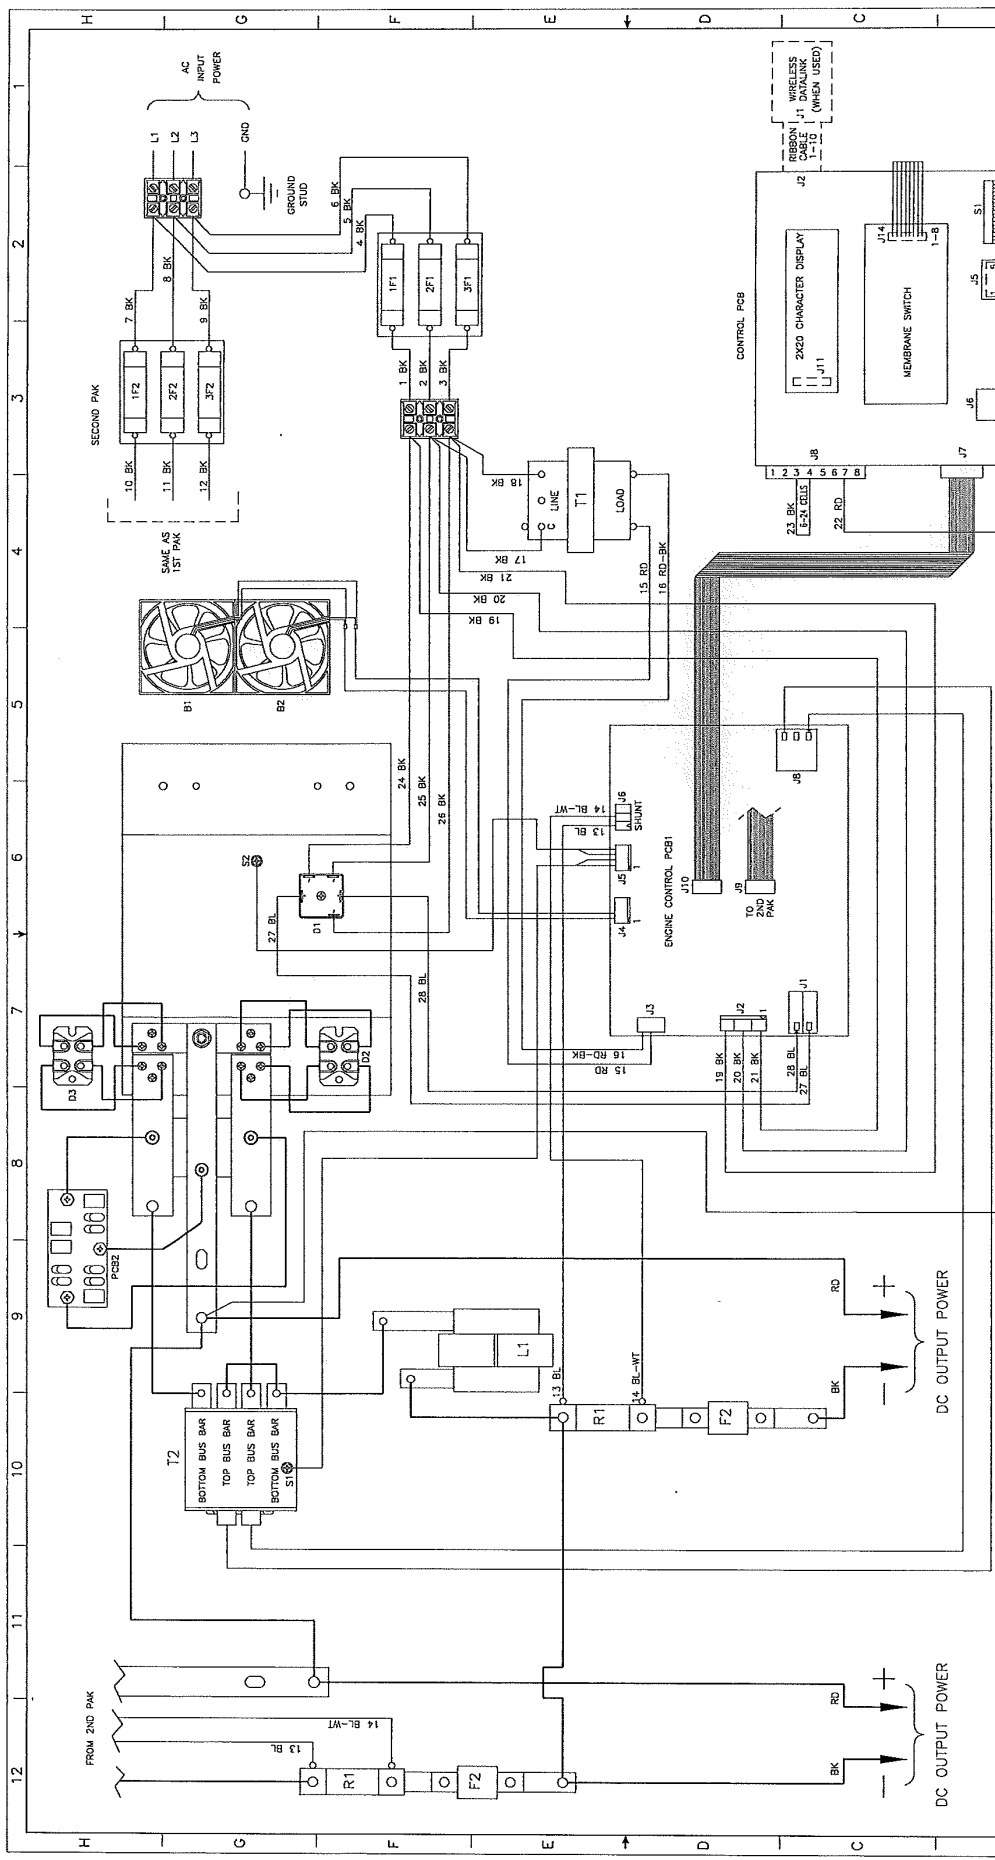 H G F E D C
1
2
3
4
5
6
7
8
9
10
11
12
AC
INPUT
POWER
L1
L2
L3
GND
GROUND
STUD
7 BK
8 BK
9 BK
6 BK
5 BK
4 BK
SECOND PAK
1F2
2F2
3F2
10 BK
11 BK
12 BK
SAME AS
1ST PAK
1F1
2F1
3F1
1 BK
2 BK
3 BK
WIRELESS
J1 DATALINK
(WHEN USED)
RIBBON
CABLE
1-10
J2
CONTROL PCB
2X20 CHARACTER DISPLAY
J11
J14
1-8
MEMBRANE SWITCH
S1
J5
1
J6
J7
J8
1 2 3 4 5 6 7 8
23 BK
6-24 CELLS
22 RD
18 BK
LINE
C
T1
LOAD
17 BK
21 BK
20 BK
19 BK
15 RD
16 RD-BK
B1
B2
24 BK
25 BK
26 BK
S2
D1
27 BL
28 BL
14 BL-WT
13 BL
J6
SHUNT
J5
1
J4
1
ENGINE CONTROL PCB1
J10
J9
TO
2ND
PAK
J8
J3
J2
1
J1
16 RD-BK
15 RD
19 BK
20 BK
21 BK
28 BL
27 BL
D3
D2
PCB2
T2
BOTTOM BUS BAR
TOP BUS BAR
TOP BUS BAR
BOTTOM BUS BAR
S1
L1
13 BL
14 BL-WT
R1
F2
RD
BK
+
−
DC OUTPUT POWER
FROM 2ND PAK
13 BL
14 BL-WT
R1
F2
RD
BK
+
−
DC OUTPUT POWER
H G F E D C